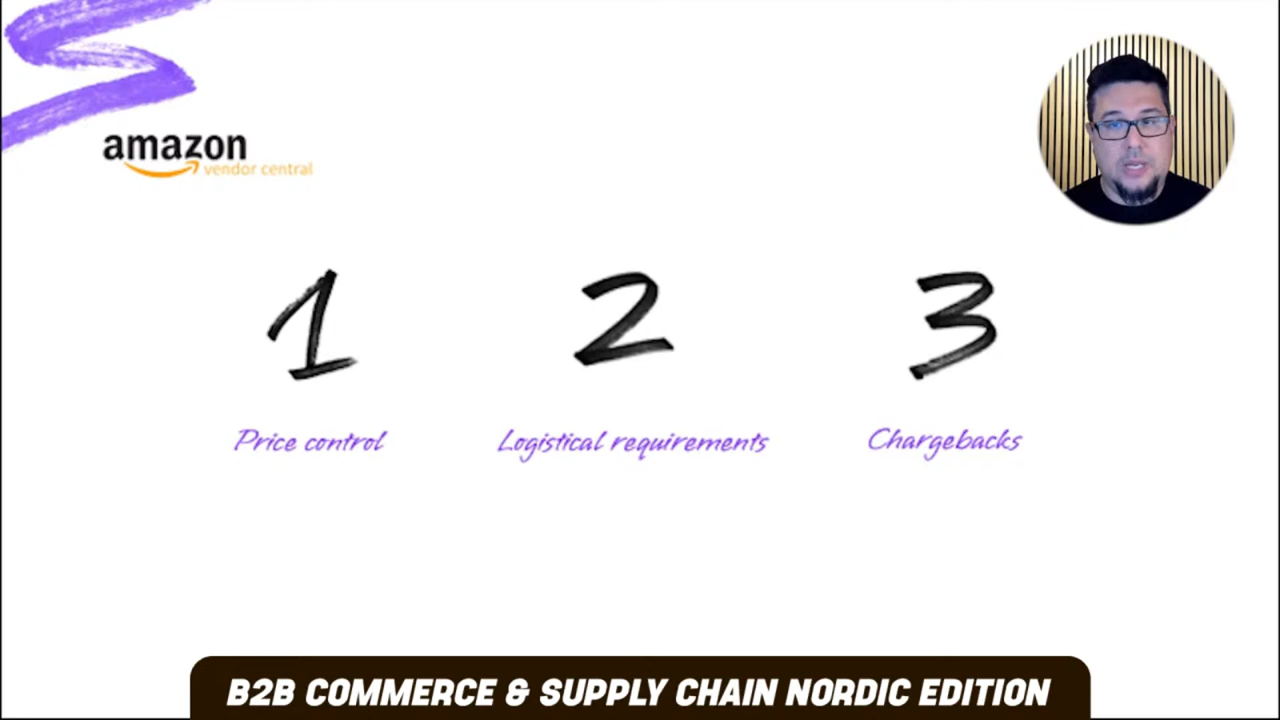 amazon
vendor central
1 2 3
Price control Logistical requirements Chargebacks
B2B COMMERCE & SUPPLY CHAIN NORDIC EDITION